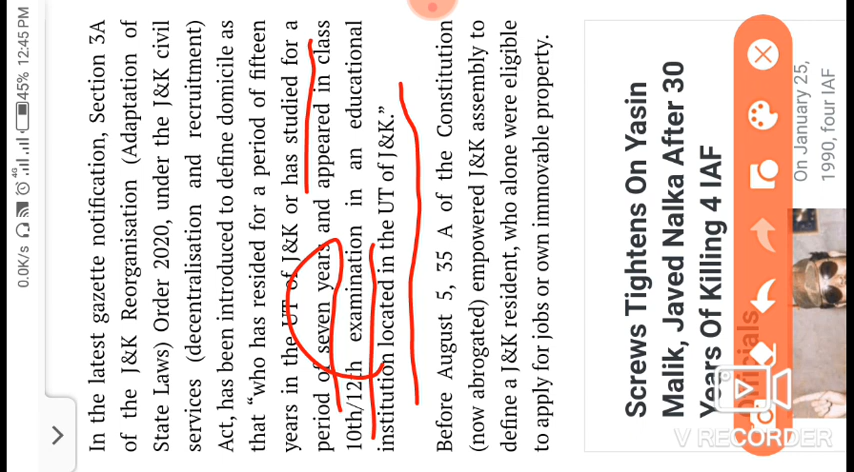 0.0K/s 4G 45% 12:45 PM
In the latest gazette notification, Section 3A
of the J&K Reorganisation (Adaptation of
State Laws) Order 2020, under the J&K civil
services (decentralisation and recruitment)
Act, has been introduced to define domicile as
that “who has resided for a period of fifteen
years in the UT of J&K or has studied for a
period of seven years and appeared in class
10th/12th examination in an educational
institution located in the UT of J&K.”
Before August 5, 35 A of the Constitution
(now abrogated) empowered J&K assembly to
define a J&K resident, who alone were eligible
to apply for jobs or own immovable property.
Screws Tightens On Yasin
Malik, Javed Nalka After 30
Years Of Killing 4 IAF
Officials
On January 25,
1990, four IAF
V RECORDER